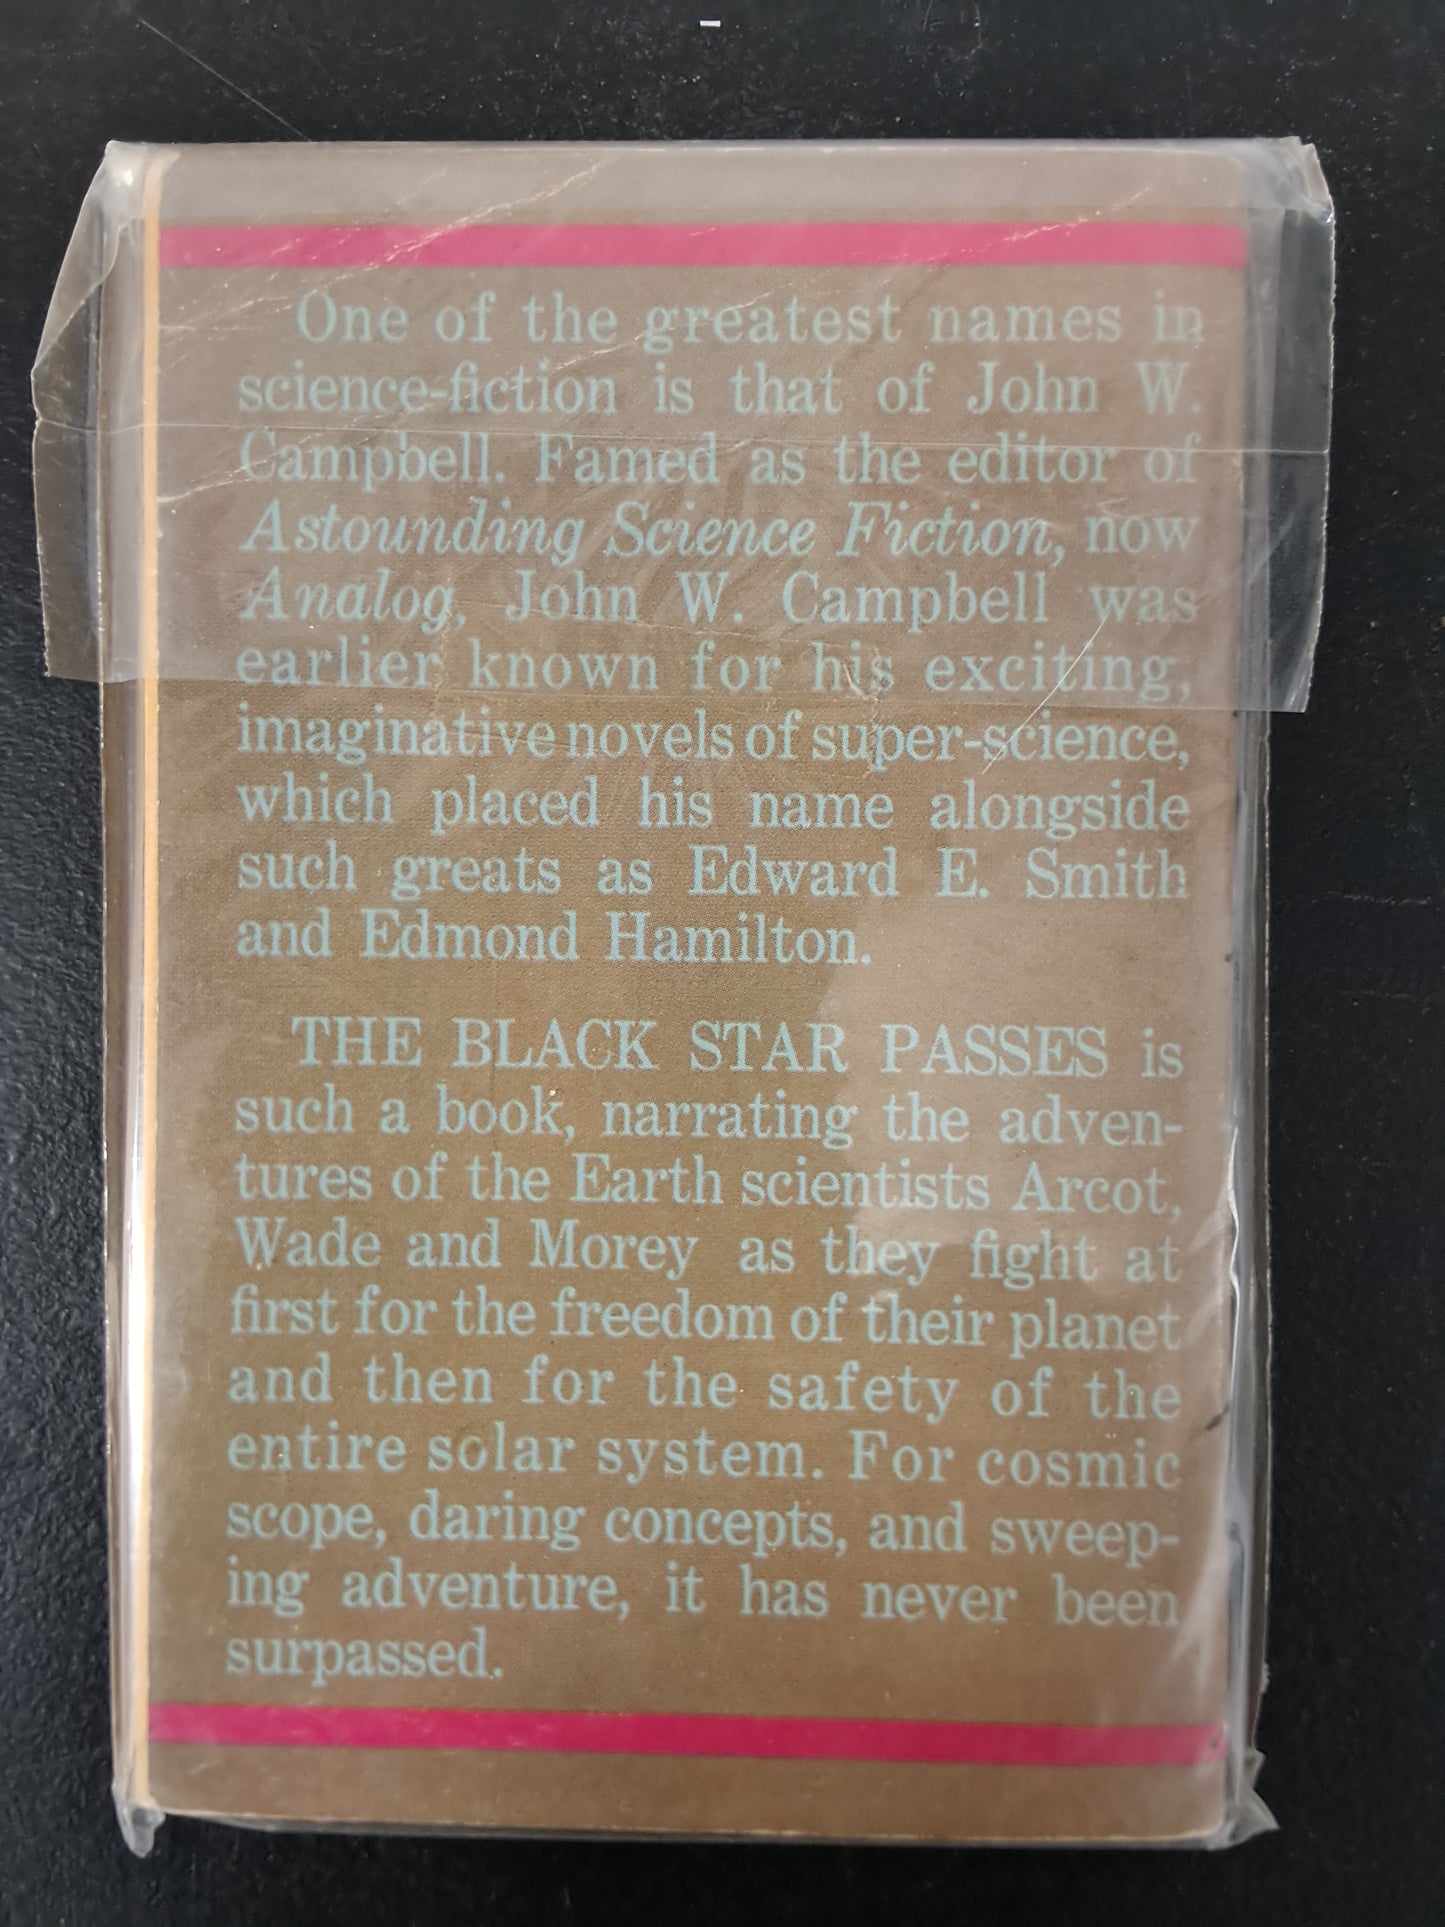 One of the greatest names in
science-fiction is that of John W.
Campbell. Famed as the editor of
Astounding Science Fiction, now
Analog, John W. Campbell was
earlier known for his exciting,
imaginative novels of super-science,
which placed his name alongside
such greats as Edward E. Smith
and Edmond Hamilton.
THE BLACK STAR PASSES is
such a book, narrating the adven-
tures of the Earth scientists Arcot,
Wade and Morey as they fight at
first for the freedom of their planet
and then for the safety of the
entire solar system. For cosmic
scope, daring concepts, and sweep-
ing adventure, it has never been
surpassed.